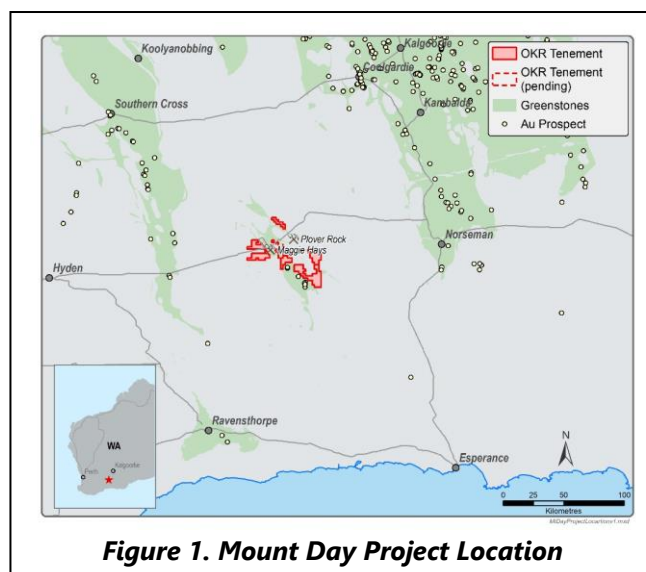 Koolyanobbing
Kalgoorlie
Coolgardie
Southern Cross
Kambalda
OKR Tenement
OKR Tenement
(pending)
Greenstones
Au Prospect
Plover Rock
Maggie Hays
Norseman
Hyden
Ravensthorpe
Esperance
WA
Perth
Kalgoorlie
N
0 25 50 100
Kilometres
Figure 1. Mount Day Project Location